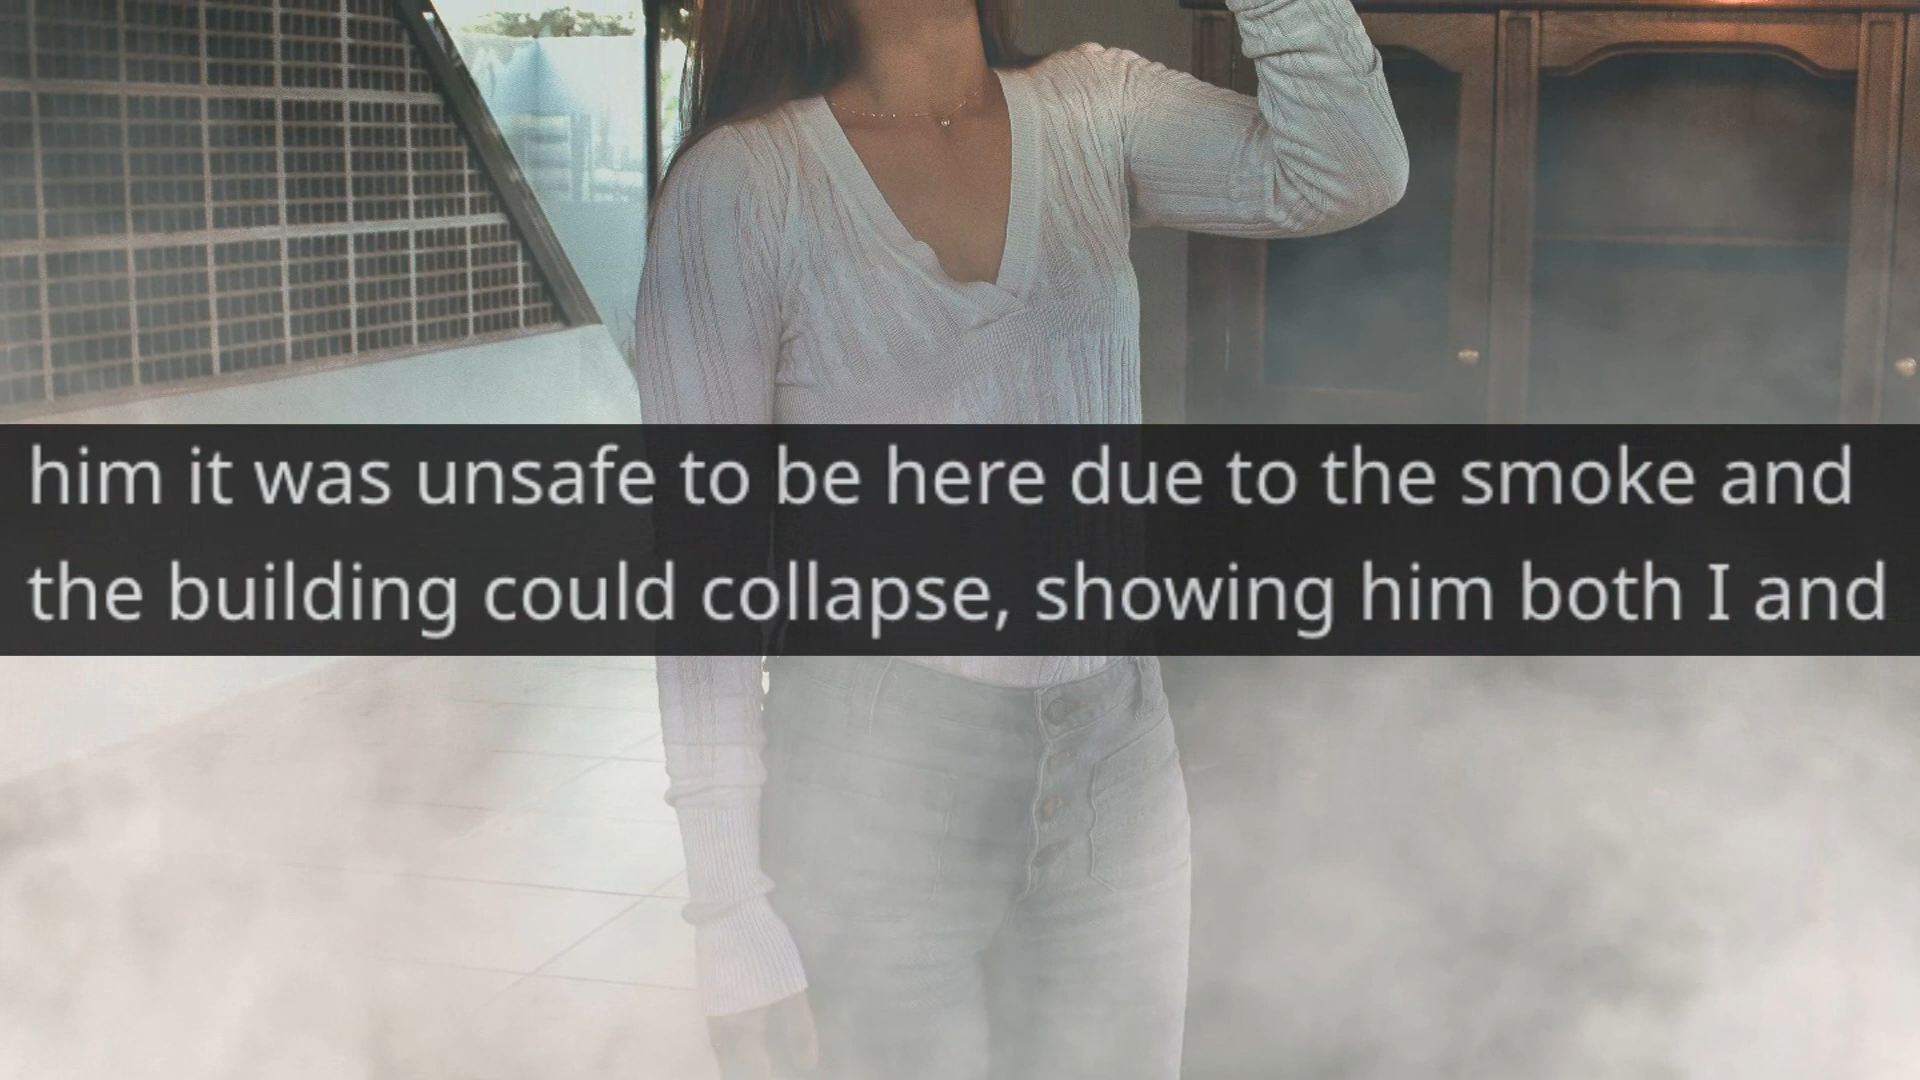 him it was unsafe to be here due to the smoke and
the building could collapse, showing him both I and